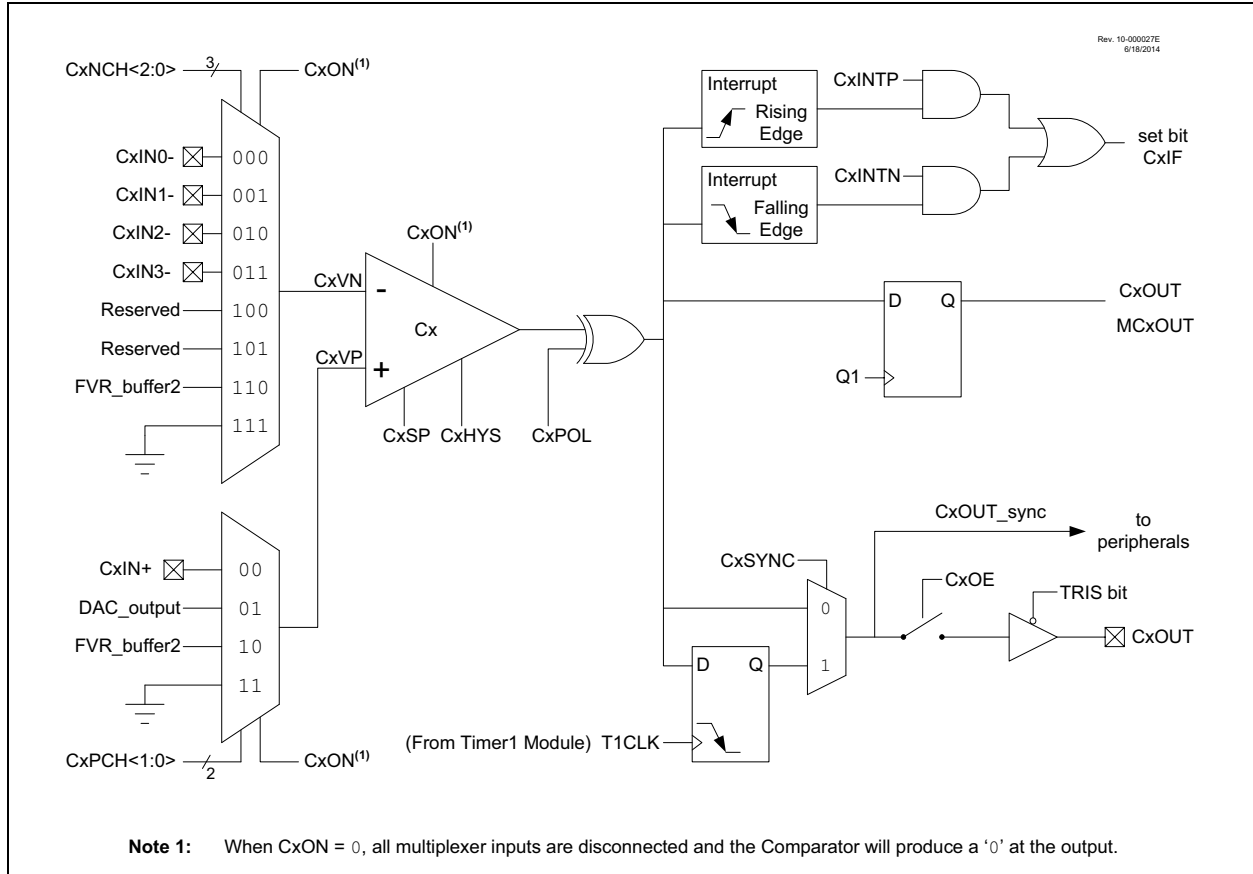 Rev. 10-000027E
6/18/2014
CxNCH<2:0>
3
CxON(1)
CxIN0-
000
CxIN1-
001
CxIN2-
010
CxIN3-
011
Reserved
100
Reserved
101
FVR_buffer2
110
111
CxVN
CxVP
CxON(1)
-
+
Cx
CxSP
CxHYS
CxPOL
Interrupt
Rising
Edge
CxINTP
Interrupt
Falling
Edge
CxINTN
set bit
CxIF
D
Q
Q1
CxOUT
MCxOUT
CxIN+
00
DAC_output
01
FVR_buffer2
10
11
CxPCH<1:0>
2
CxON(1)
CxSYNC
0
1
D
Q
(From Timer1 Module) T1CLK
CxOUT_sync
to
peripherals
CxOE
TRIS bit
CxOUT
Note 1: When CxON = 0, all multiplexer inputs are disconnected and the Comparator will produce a ‘0’ at the output.